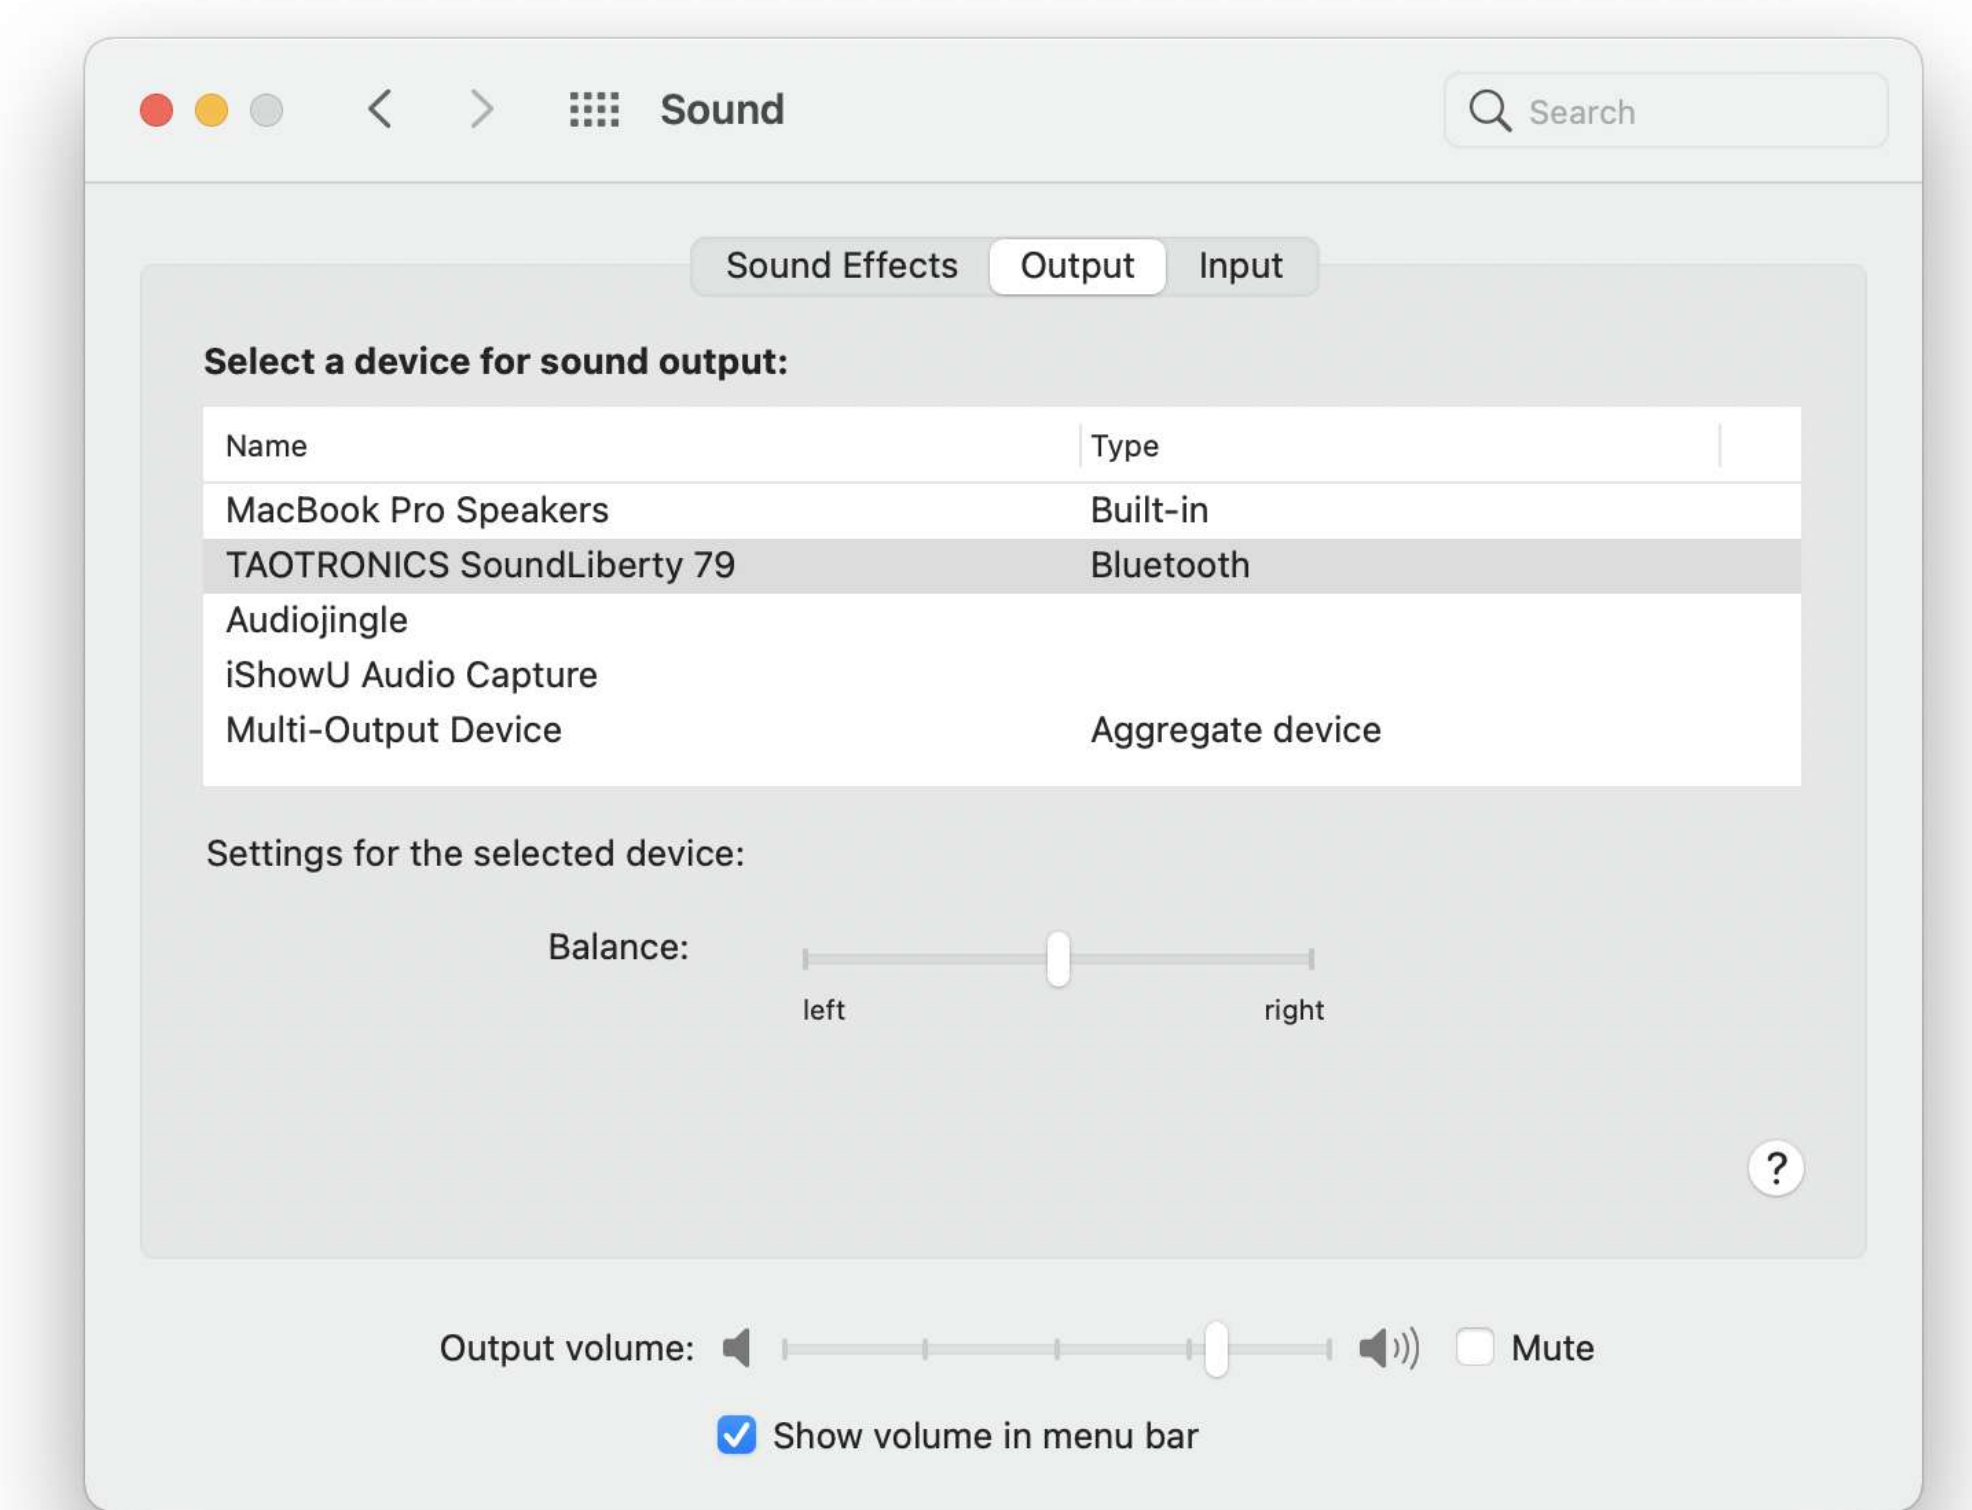 Sound
Search
Sound Effects Output Input
Select a device for sound output:
Name Type
MacBook Pro Speakers Built-in
TAOTRONICS SoundLiberty 79 Bluetooth
Audiojingle
iShowU Audio Capture
Multi-Output Device Aggregate device
Settings for the selected device:
Balance:
left right
?
Output volume: Mute
Show volume in menu bar